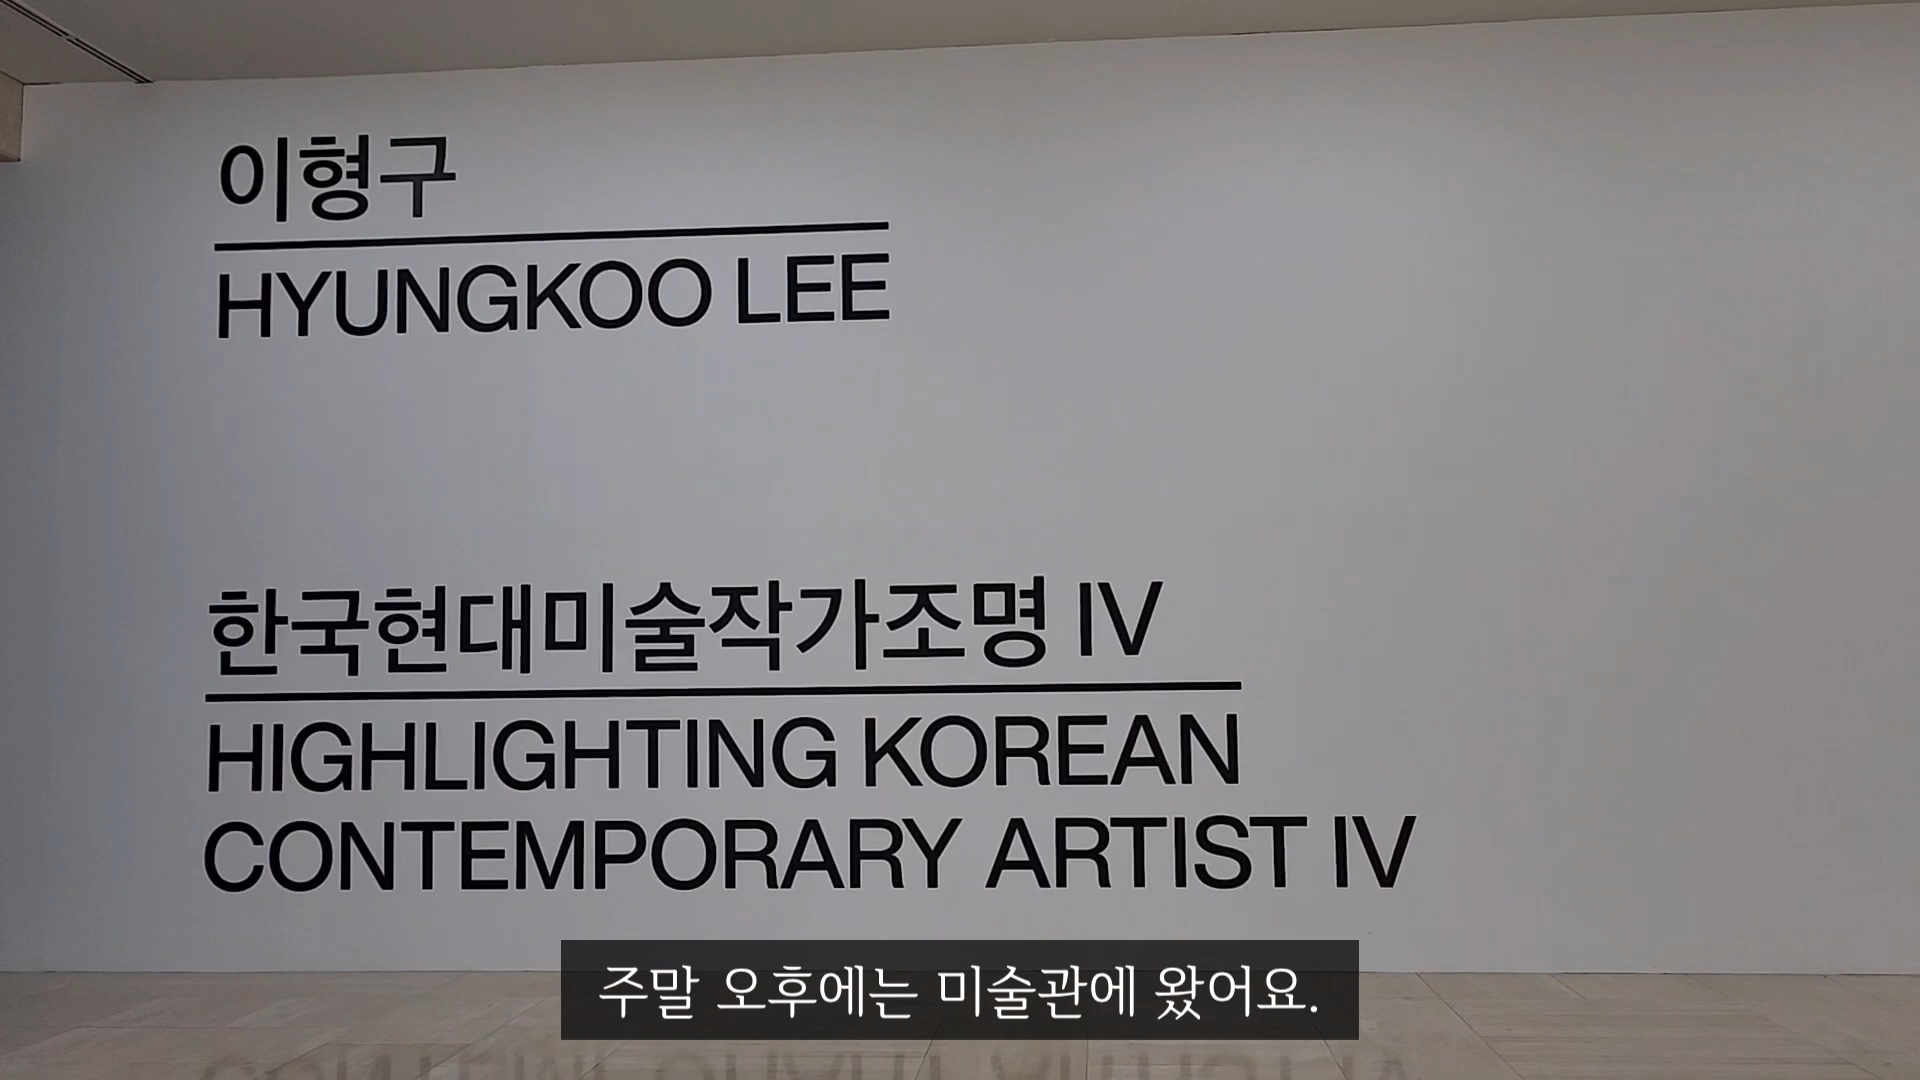 이형구
HYUNGKOO LEE
한국현대미술작가조명 IV
HIGHLIGHTING KOREAN
CONTEMPORARY ARTIST IV
주말 오후에는 미술관에 왔어요.